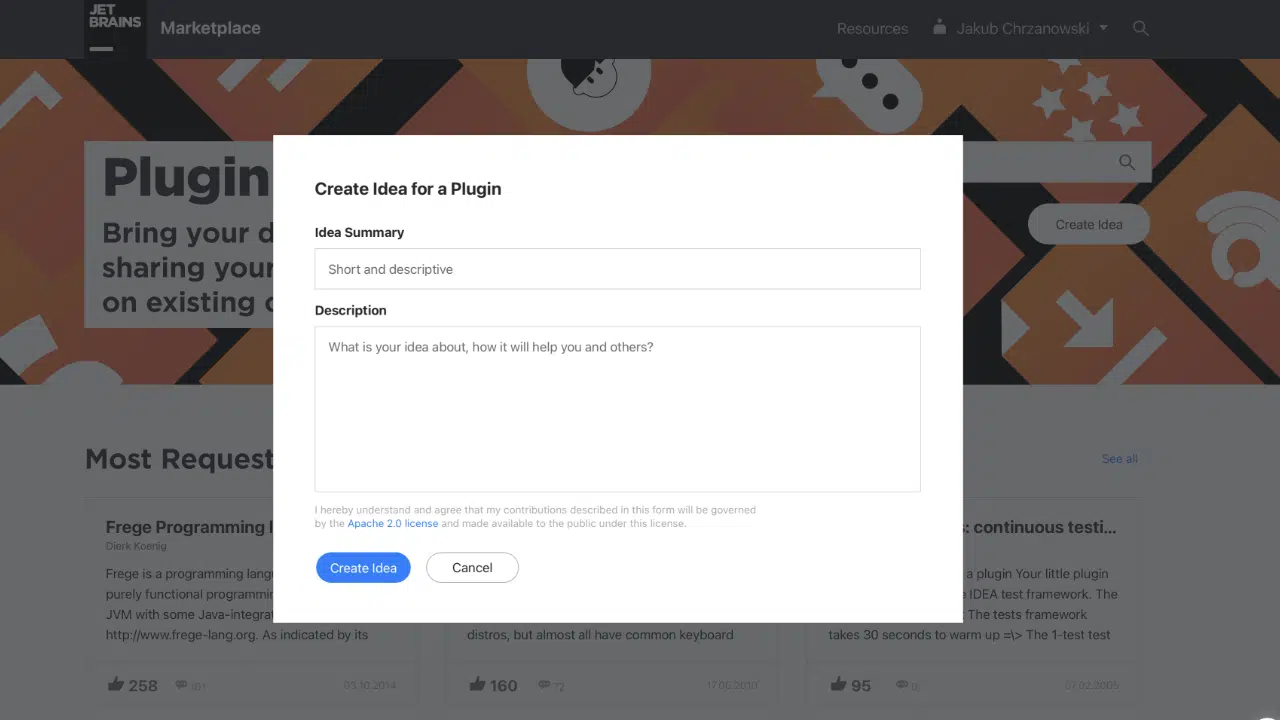 JET
BRAINS
Marketplace
Resources
Jakub Chrzanowski
Plugin
Bring your d
sharing your
on existing
Create Idea
Create Idea for a Plugin
Idea Summary
Short and descriptive
Description
What is your idea about, how it will help you and others?
I hereby understand and agree that my contributions described in this form will be governed
by the Apache 2.0 license and made available to the public under this license.
Create Idea
Cancel
Most Request
See all
Frege Programming
Dierk Koenig
Frege is a programming lang
purely functional programmin
JVM with some Java-integrat
http://www.frege-lang.org. As indicated by its
258
03.10.2014
distros, but almost all have common keyboard
160
72
17.06.2010
: continuous testi...
a plugin Your little plugin
IDEA test framework. The
The tests framework
takes 30 seconds to warm up =\> The 1-test test
95
07.02.2005